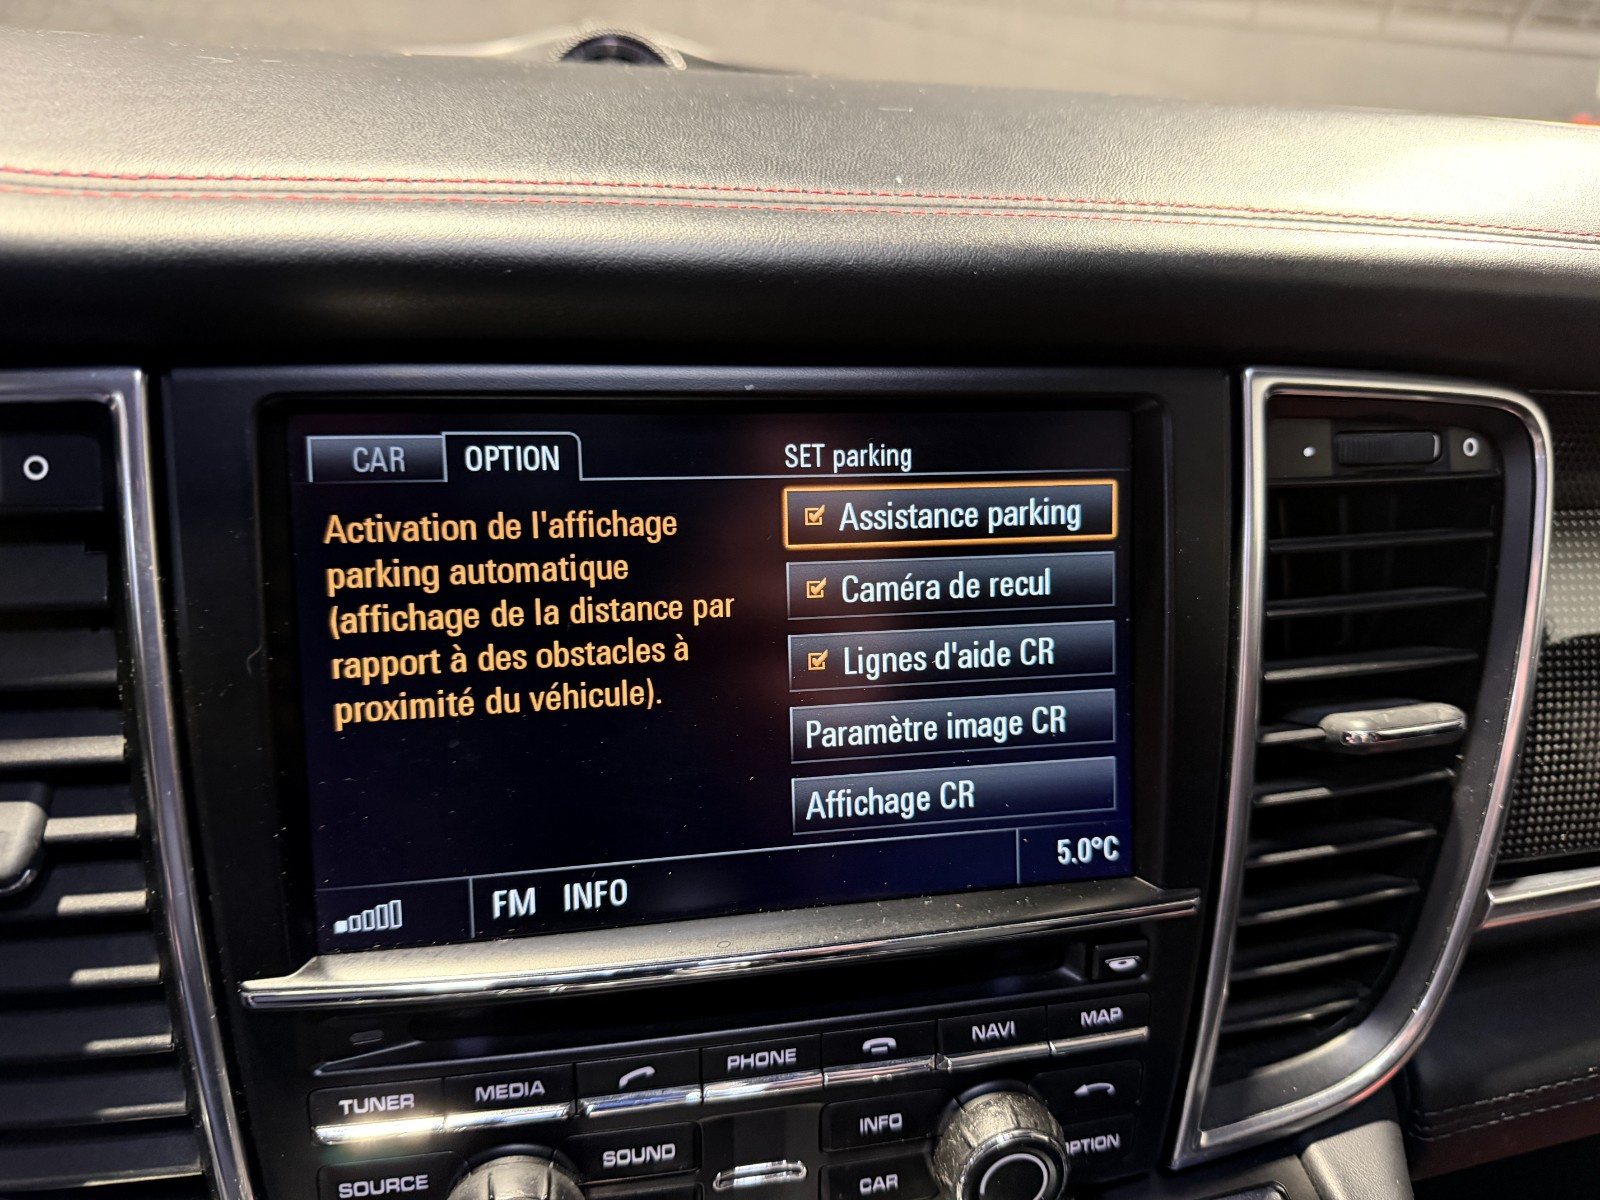 CAR OPTION SET parking
Activation de l'affichage
parking automatique
(affichage de la distance par
rapport à des obstacles à
proximité du véhicule).
Assistance parking
Caméra de recul
Lignes d'aide CR
Paramètre image CR
Affichage CR
FM INFO 5.0°C
TUNER MEDIA PHONE NAVI MAP
SOURCE SOUND INFO CAR OPTION